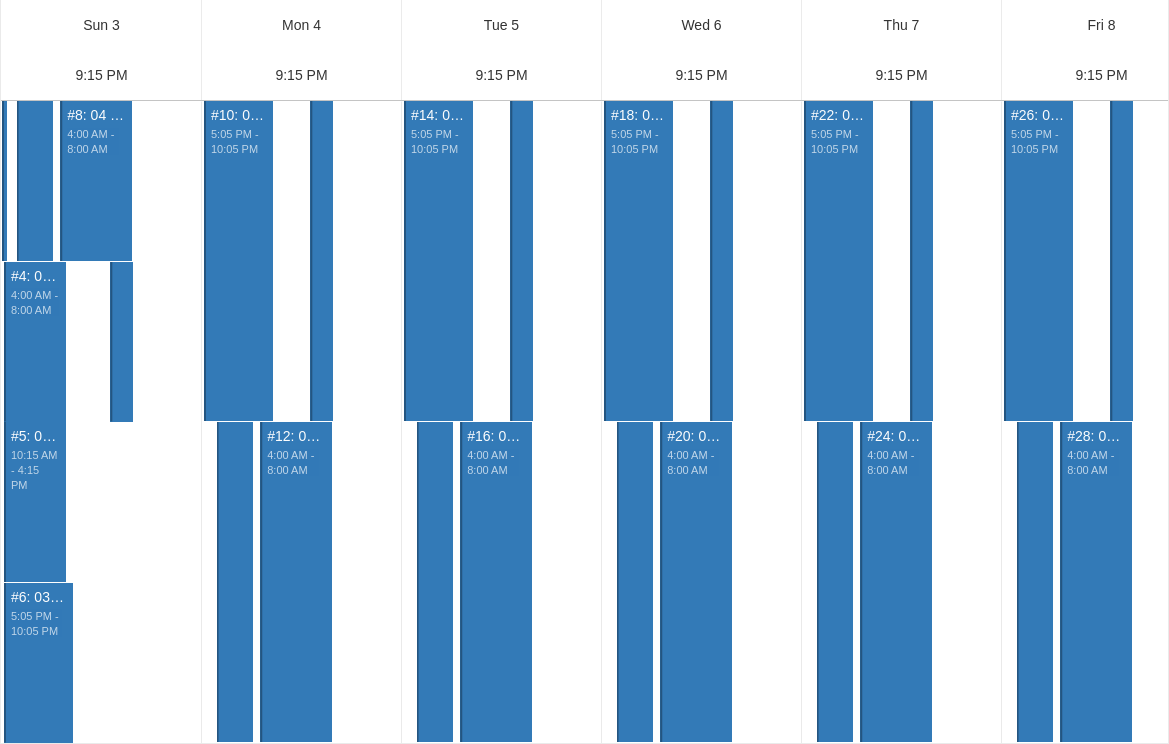 Sun 3
Mon 4
Tue 5
Wed 6
Thu 7
Fri 8
9:15 PM
9:15 PM
9:15 PM
9:15 PM
9:15 PM
9:15 PM
#8: 04 ...
4:00 AM -
8:00 AM
#4: 0...
4:00 AM -
8:00 AM
#5: 0...
10:15 AM
- 4:15
PM
#6: 03...
5:05 PM -
10:05 PM
#10: 0...
5:05 PM -
10:05 PM
#12: 0...
4:00 AM -
8:00 AM
#14: 0...
5:05 PM -
10:05 PM
#16: 0...
4:00 AM -
8:00 AM
#18: 0...
5:05 PM -
10:05 PM
#20: 0...
4:00 AM -
8:00 AM
#22: 0...
5:05 PM -
10:05 PM
#24: 0...
4:00 AM -
8:00 AM
#26: 0...
5:05 PM -
10:05 PM
#28: 0...
4:00 AM -
8:00 AM